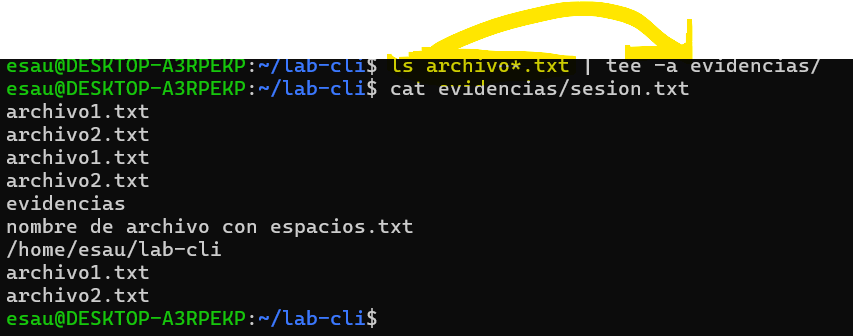 esau@DESKTOP-A3RPEKP:~/lab-cli$ ls archivo*.txt | tee -a evidencias/
esau@DESKTOP-A3RPEKP:~/lab-cli$ cat evidencias/sesion.txt
archivo1.txt
archivo2.txt
archivo1.txt
archivo2.txt
evidencias
nombre de archivo con espacios.txt
/home/esau/lab-cli
archivo1.txt
archivo2.txt
esau@DESKTOP-A3RPEKP:~/lab-cli$